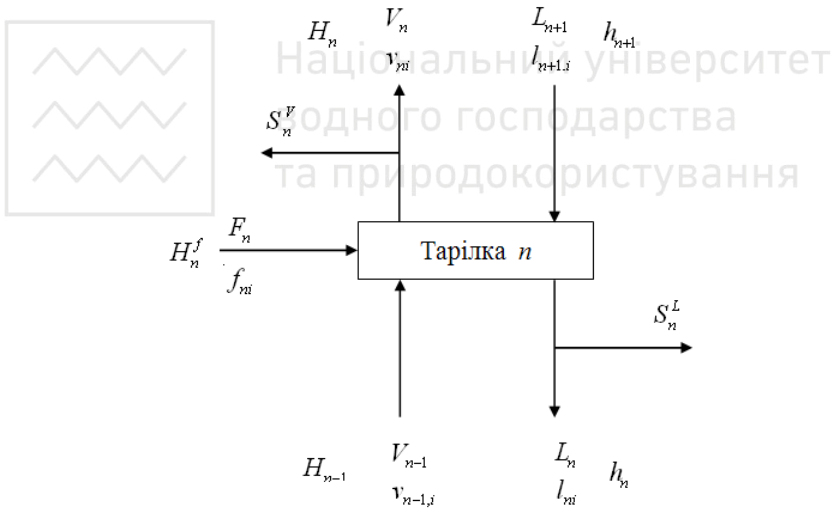 H_n V_n L_{n+1} h_{n+1}
v_{ni} l_{n+1.i}
Національний університет
водного господарства
та природокористування
S_n^V
H_n^f F_n
f_{ni}
Тарілка n
S_n^L
H_{n-1} V_{n-1} L_n h_n
v_{n-1,i} l_{ni}